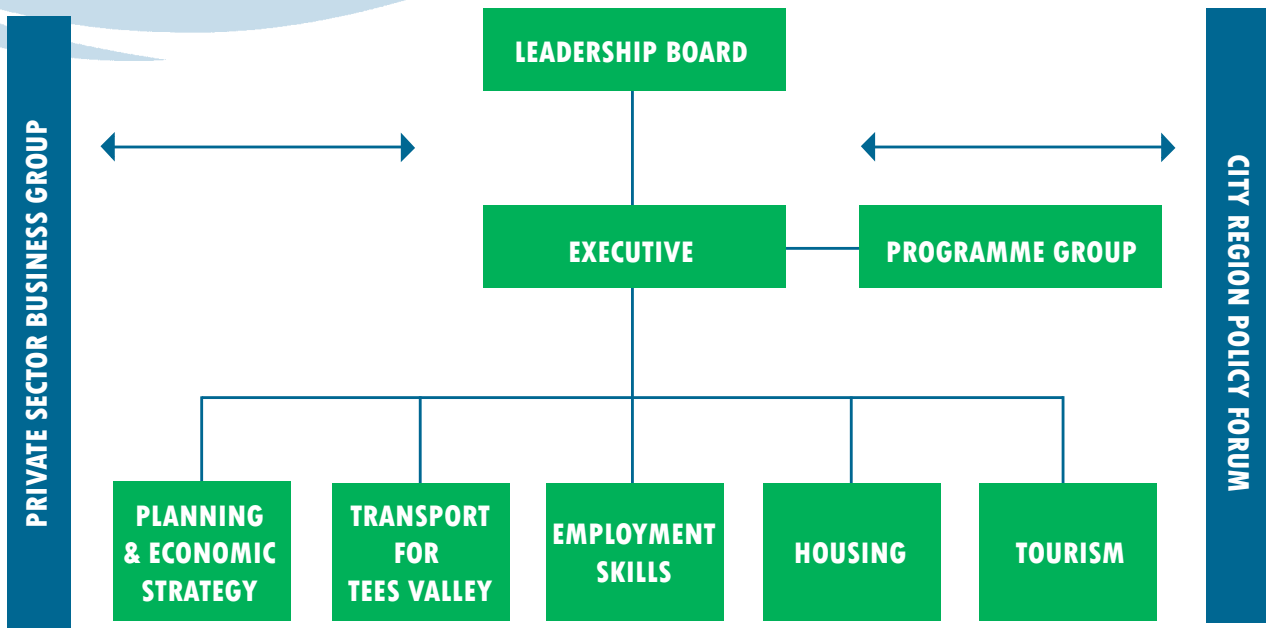 LEADERSHIP BOARD
PRIVATE SECTOR BUSINESS GROUP
CITY REGION POLICY FORUM
EXECUTIVE
PROGRAMME GROUP
PLANNING
& ECONOMIC
STRATEGY
TRANSPORT
FOR
TEES VALLEY
EMPLOYMENT
SKILLS
HOUSING
TOURISM